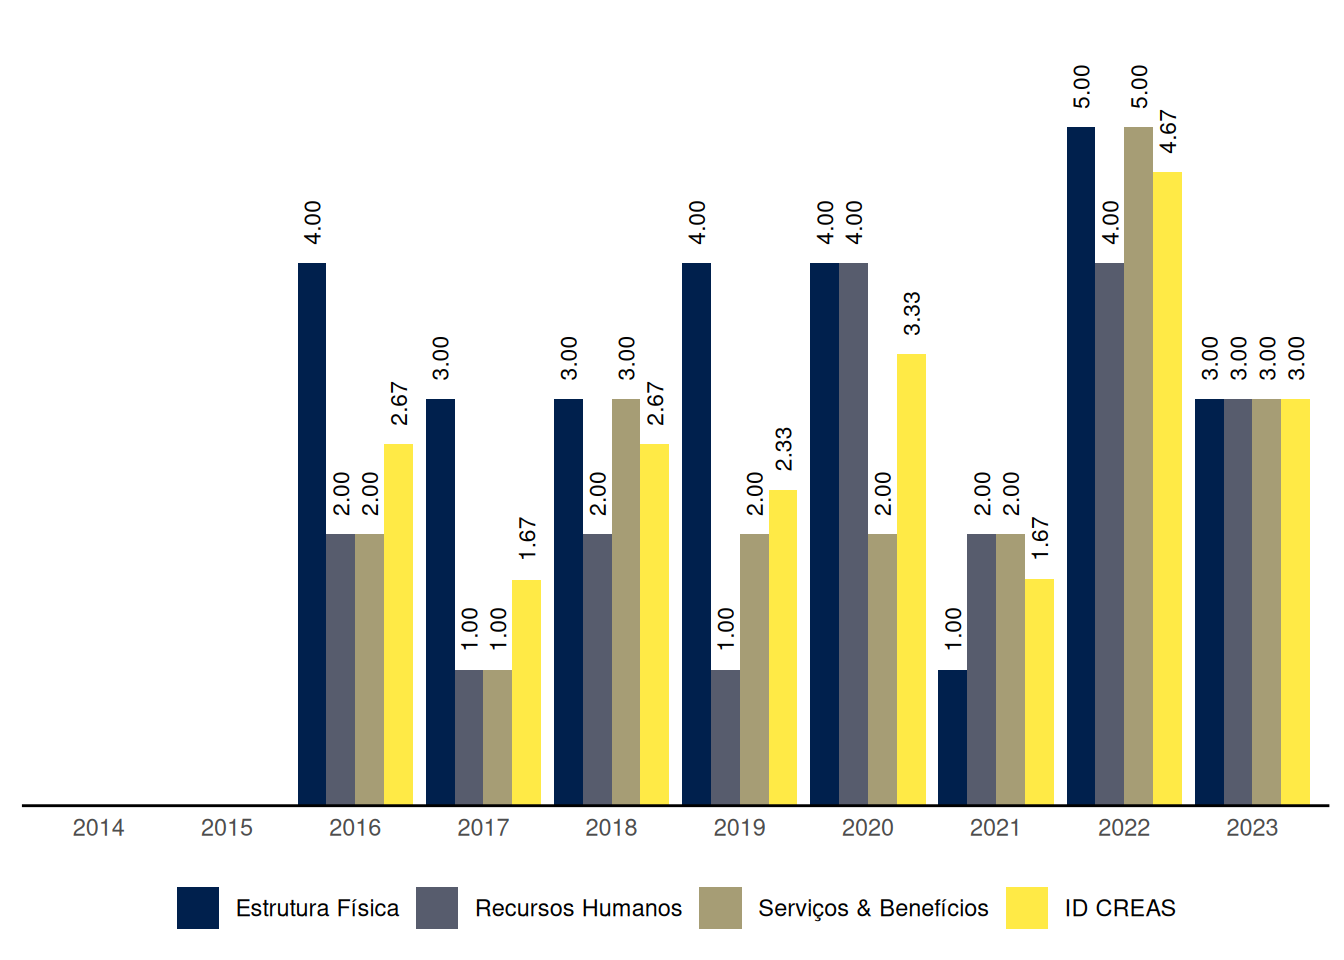 5.00 5.00
4.67
4.00 4.00 4.00 4.00 4.00
3.33
3.00 3.00 3.00 3.00 3.00 3.00 3.00
2.67 2.67
2.33
2.00 2.00 2.00 2.00 2.00 2.00 2.00
1.67 1.67
1.00 1.00 1.00 1.00
2014 2015 2016 2017 2018 2019 2020 2021 2022 2023
Estrutura Física Recursos Humanos Serviços & Benefícios ID CREAS